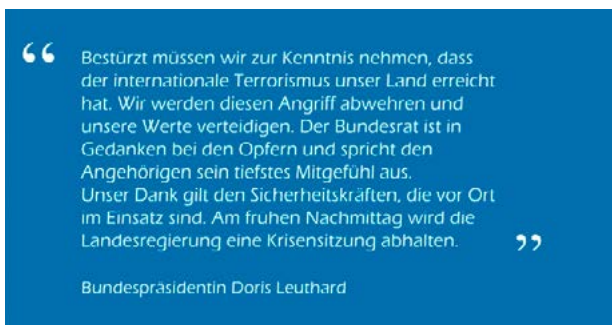 “ Bestürzt müssen wir zur Kenntnis nehmen, dass
der internationale Terrorismus unser Land erreicht
hat. Wir werden diesen Angriff abwehren und
unsere Werte verteidigen. Der Bundesrat ist in
Gedanken bei den Opfern und spricht den
Angehörigen sein tiefstes Mitgefühl aus.
Unser Dank gilt den Sicherheitskräften, die vor Ort
im Einsatz sind. Am fruhen Nachmittag wird die
Landesregierung eine Krisensitzung abhalten. ”
Bundespräsidentin Doris Leuthard